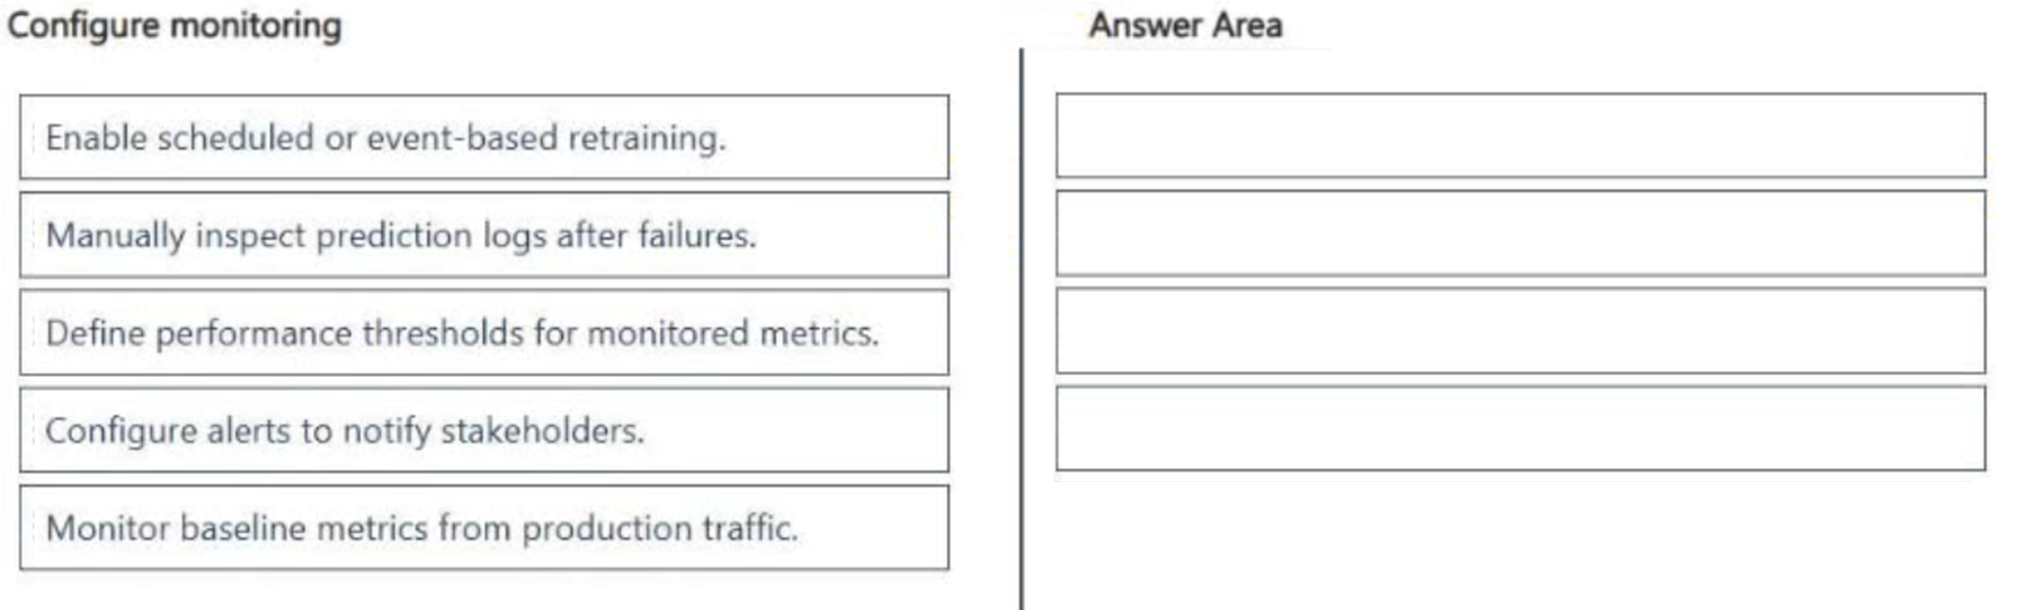 Configure monitoring
Answer Area
Enable scheduled or event-based retraining.
Manually inspect prediction logs after failures.
Define performance thresholds for monitored metrics.
Configure alerts to notify stakeholders.
Monitor baseline metrics from production traffic.